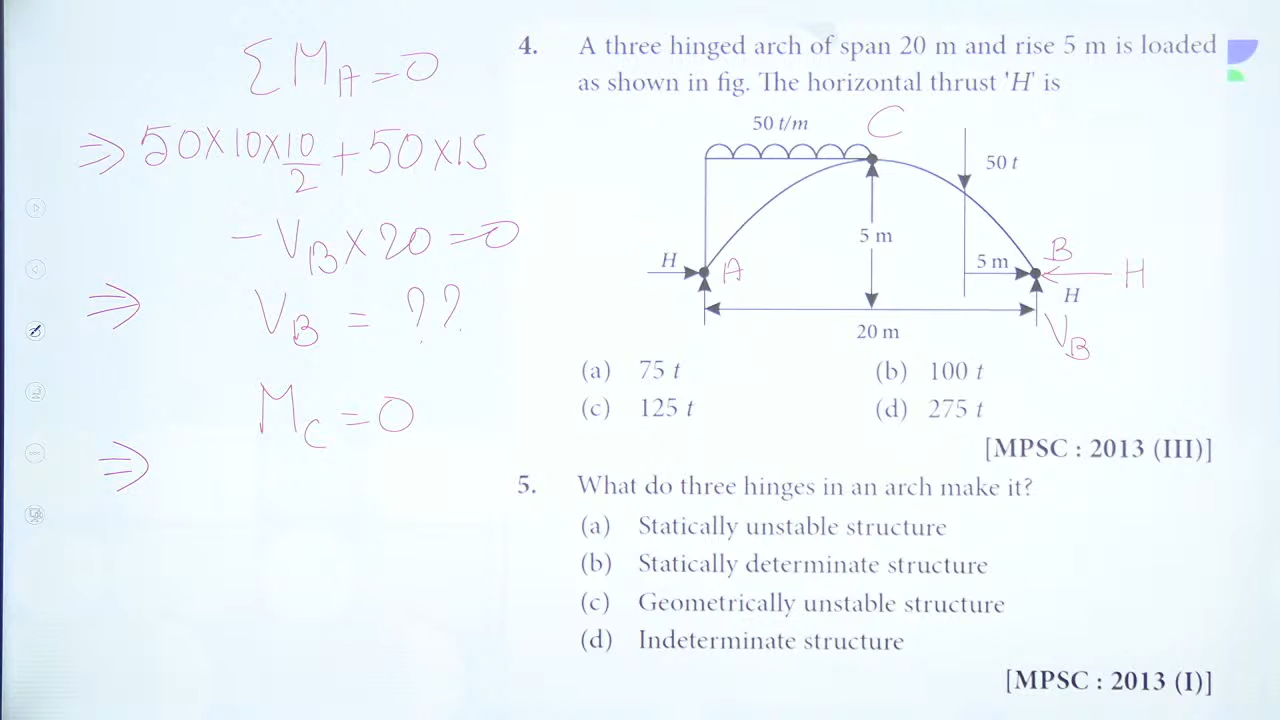 ΣM_A=0
⇒ 50×10×10/2+50×15
-V_B×20=0
⇒ V_B = ??
M_C=0
⇒
4. A three hinged arch of span 20 m and rise 5 m is loaded
as shown in fig. The horizontal thrust 'H' is
50 t/m
C
50 t
5 m
H
A
5 m
B
H
H
20 m
V_B
(a) 75 t (b) 100 t
(c) 125 t (d) 275 t
[MPSC : 2013 (III)]
5. What do three hinges in an arch make it?
(a) Statically unstable structure
(b) Statically determinate structure
(c) Geometrically unstable structure
(d) Indeterminate structure
[MPSC : 2013 (I)]